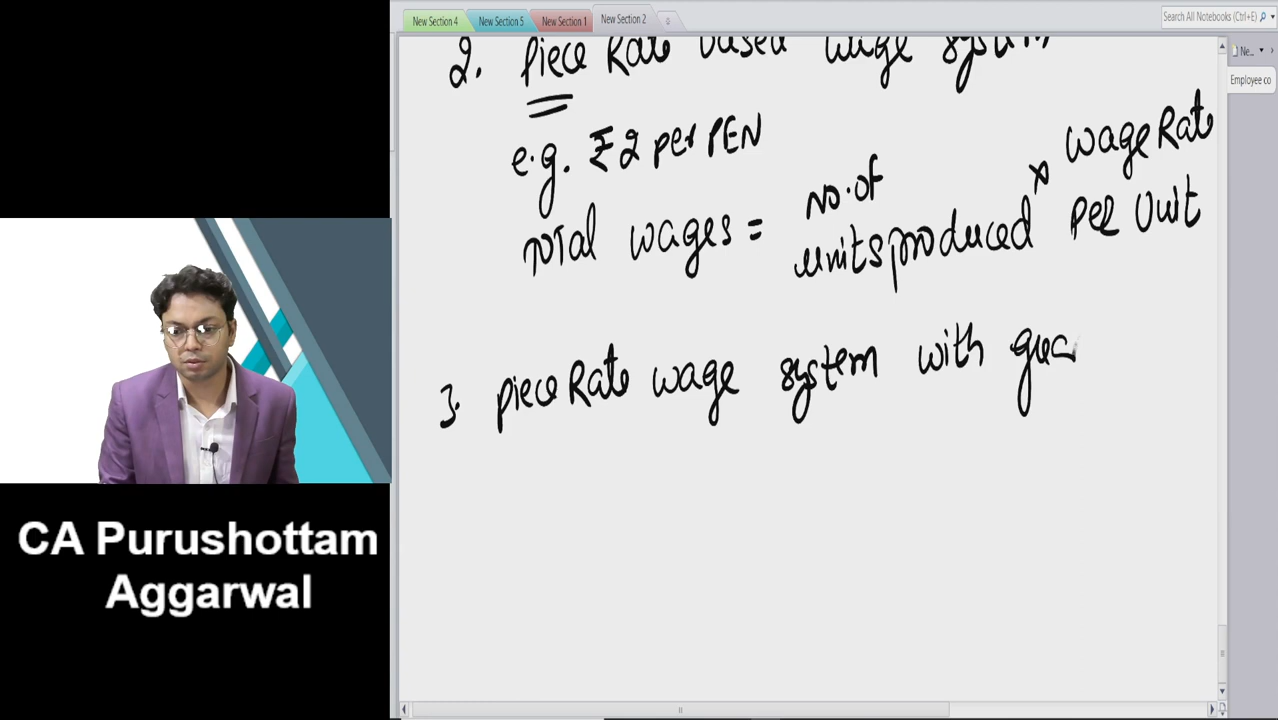 New Section 4 New Section 5 New Section 1 New Section 2
Search All Notebooks (Ctrl+E)
Ne...
Employee co
2. Piece Rate based wage system
e.g. ₹2 per PEN
Total wages = no. of units produced × wage Rate Per Unit
3. piece Rate wage system with gua
CA Purushottam
Aggarwal